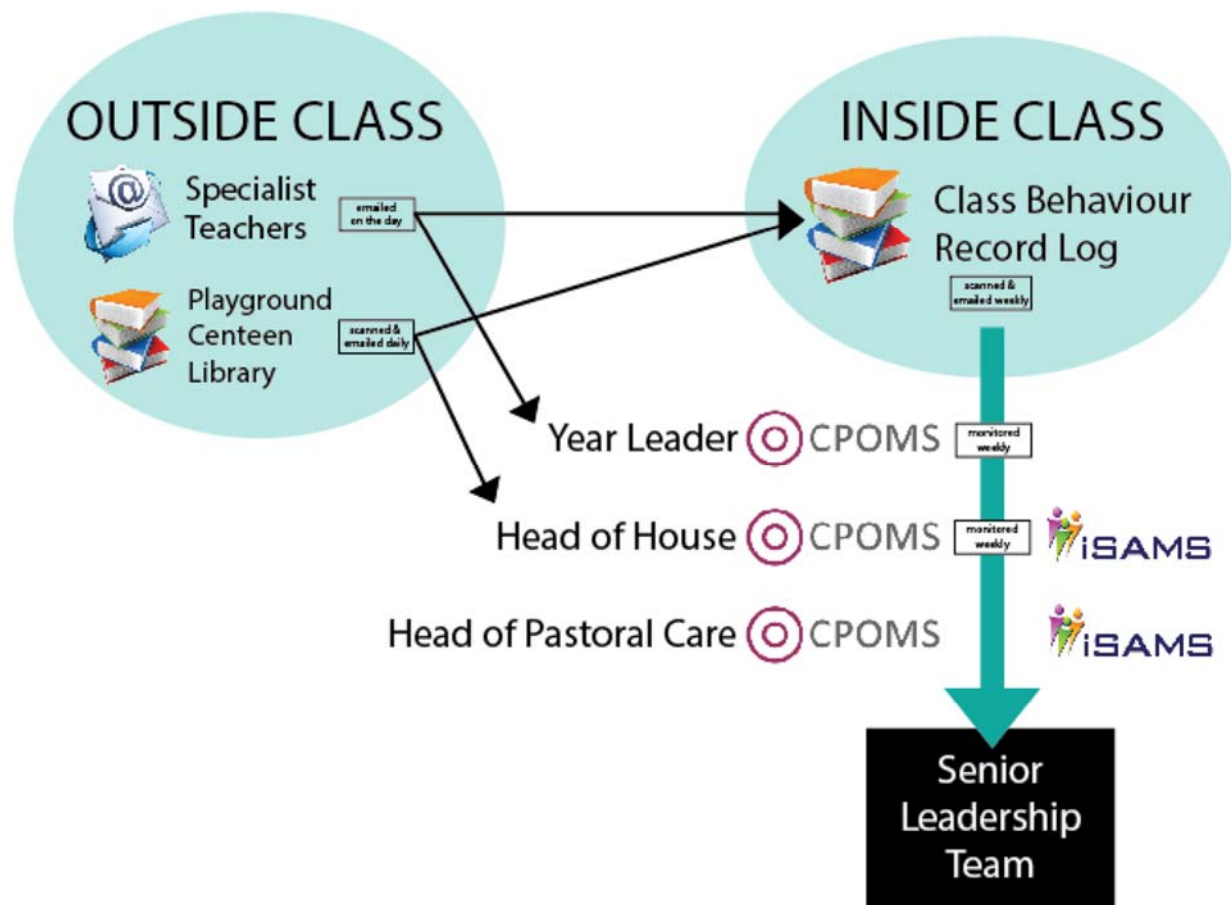 OUTSIDE CLASS
@
Specialist
Teachers
emailed
on the day
Playground
Centeen
Library
scanned &
emailed daily
INSIDE CLASS
Class Behaviour
Record Log
scanned &
emailed weekly
Year Leader CPOMS
monitored
weekly
Head of House CPOMS
monitored
weekly
iSAMS
Head of Pastoral Care CPOMS
iSAMS
Senior
Leadership
Team